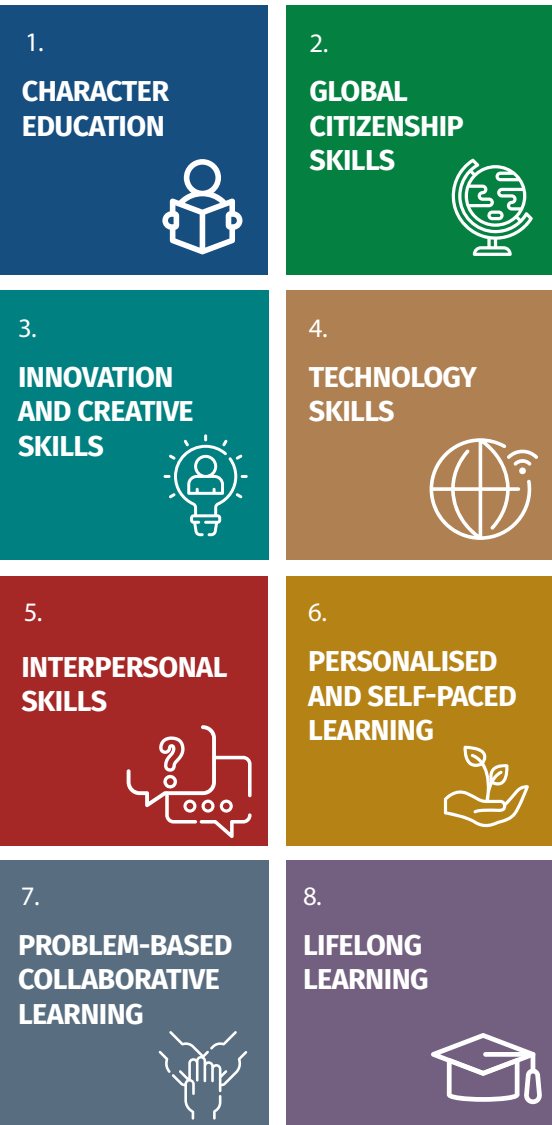 1.
CHARACTER
EDUCATION
2.
GLOBAL
CITIZENSHIP
SKILLS
3.
INNOVATION
AND CREATIVE
SKILLS
4.
TECHNOLOGY
SKILLS
5.
INTERPERSONAL
SKILLS
6.
PERSONALISED
AND SELF-PACED
LEARNING
7.
PROBLEM-BASED
COLLABORATIVE
LEARNING
8.
LIFELONG
LEARNING